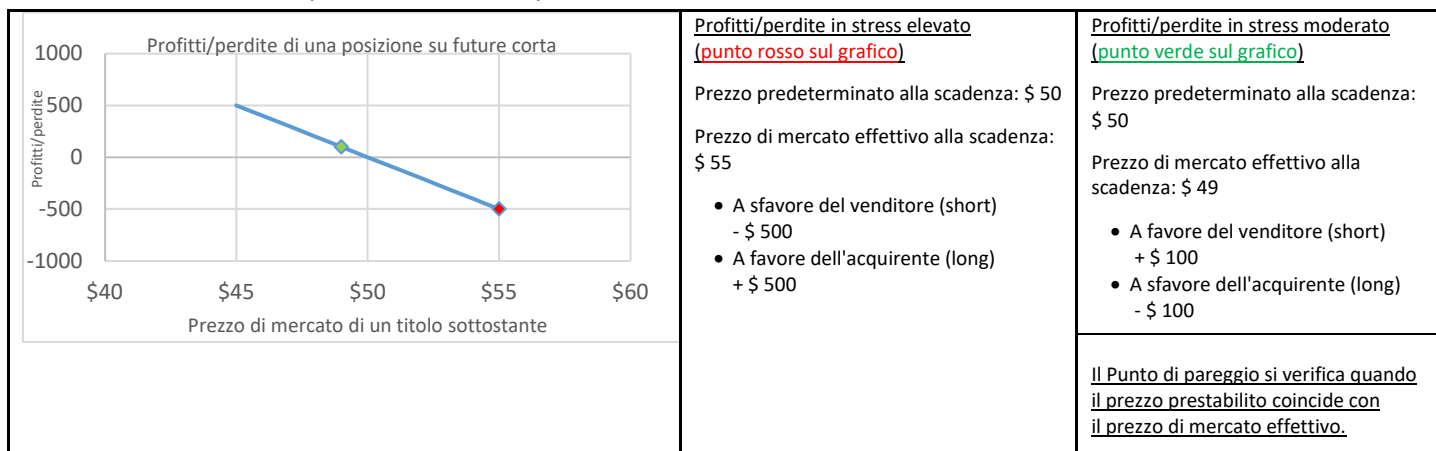 Profitti/perdite di una posizione su future corta
Profitti/perdite
1000
500
0
-500
-1000
$40
$45
$50
$55
$60
Prezzo di mercato di un titolo sottostante
Profitti/perdite in stress elevato
(punto rosso sul grafico)
Prezzo predeterminato alla scadenza: $ 50
Prezzo di mercato effettivo alla scadenza:
$ 55
• A sfavore del venditore (short)
- $ 500
• A favore dell'acquirente (long)
+ $ 500
Profitti/perdite in stress moderato
(punto verde sul grafico)
Prezzo predeterminato alla scadenza:
$ 50
Prezzo di mercato effettivo alla
scadenza: $ 49
• A favore del venditore (short)
+ $ 100
• A sfavore dell'acquirente (long)
- $ 100
Il Punto di pareggio si verifica quando
il prezzo prestabilito coincide con
il prezzo di mercato effettivo.